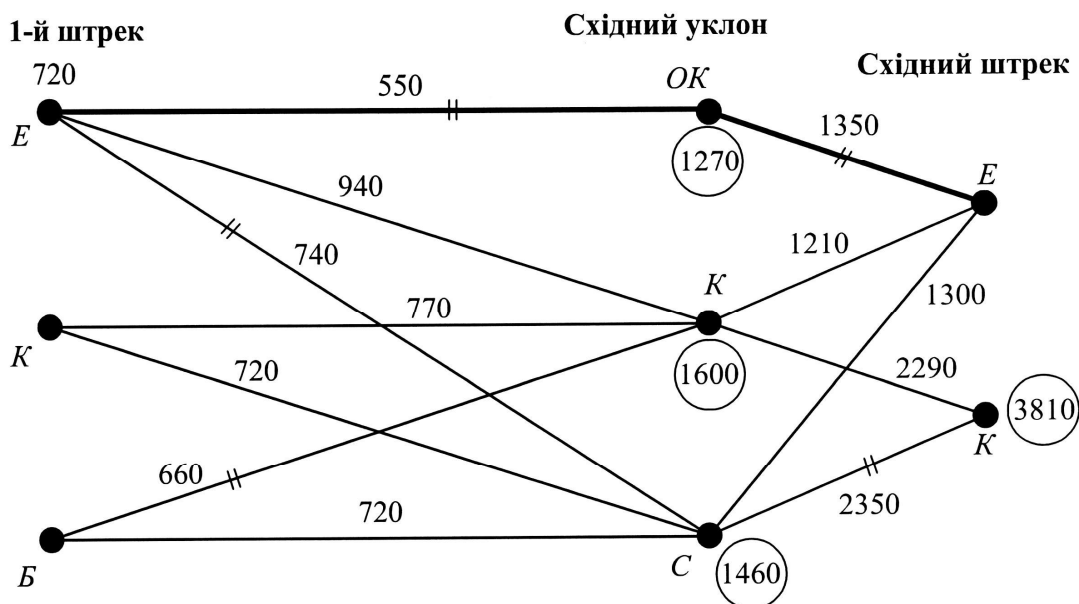 1-й штрек
Східний уклон
Східний штрек
720
550
ОК
1350
Е
1270
Е
940
740
1210
1300
К
К
770
720
1600
2290
3810
К
660
2350
720
Б
С
1460